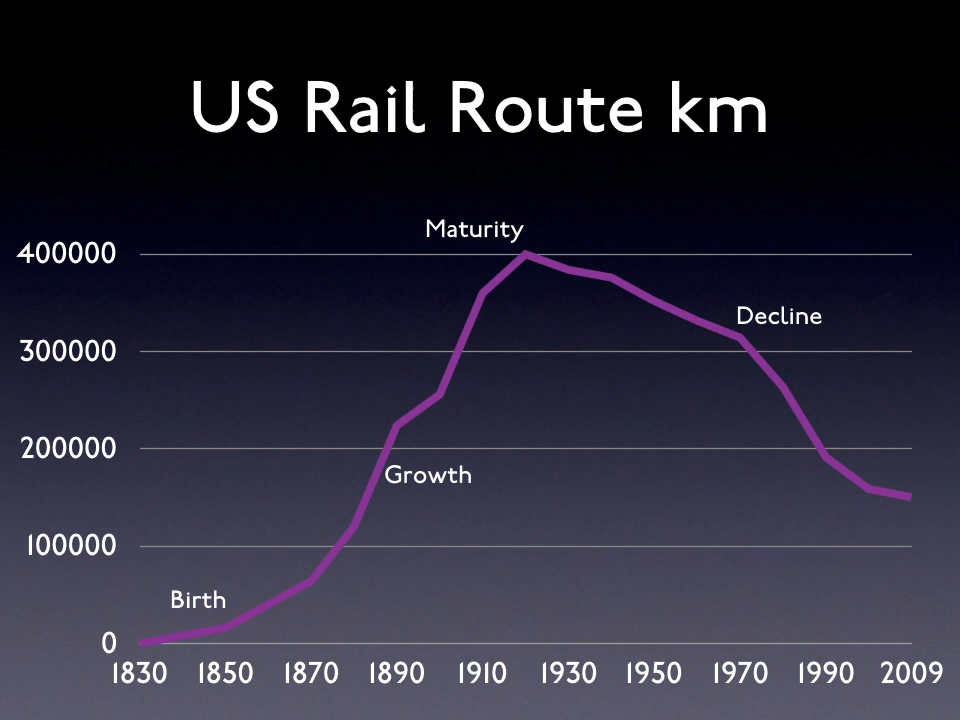 US Rail Route km
Maturity
400000
Decline
300000
200000
Growth
100000
Birth
0
1830 1850 1870 1890 1910 1930 1950 1970 1990 2009